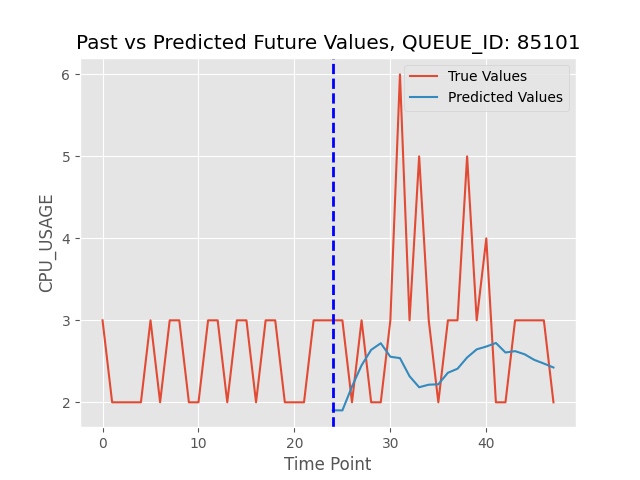 Past vs Predicted Future Values, QUEUE_ID: 85101
True Values
Predicted Values
6
5
4
3
2
CPU_USAGE
0 10 20 30 40
Time Point